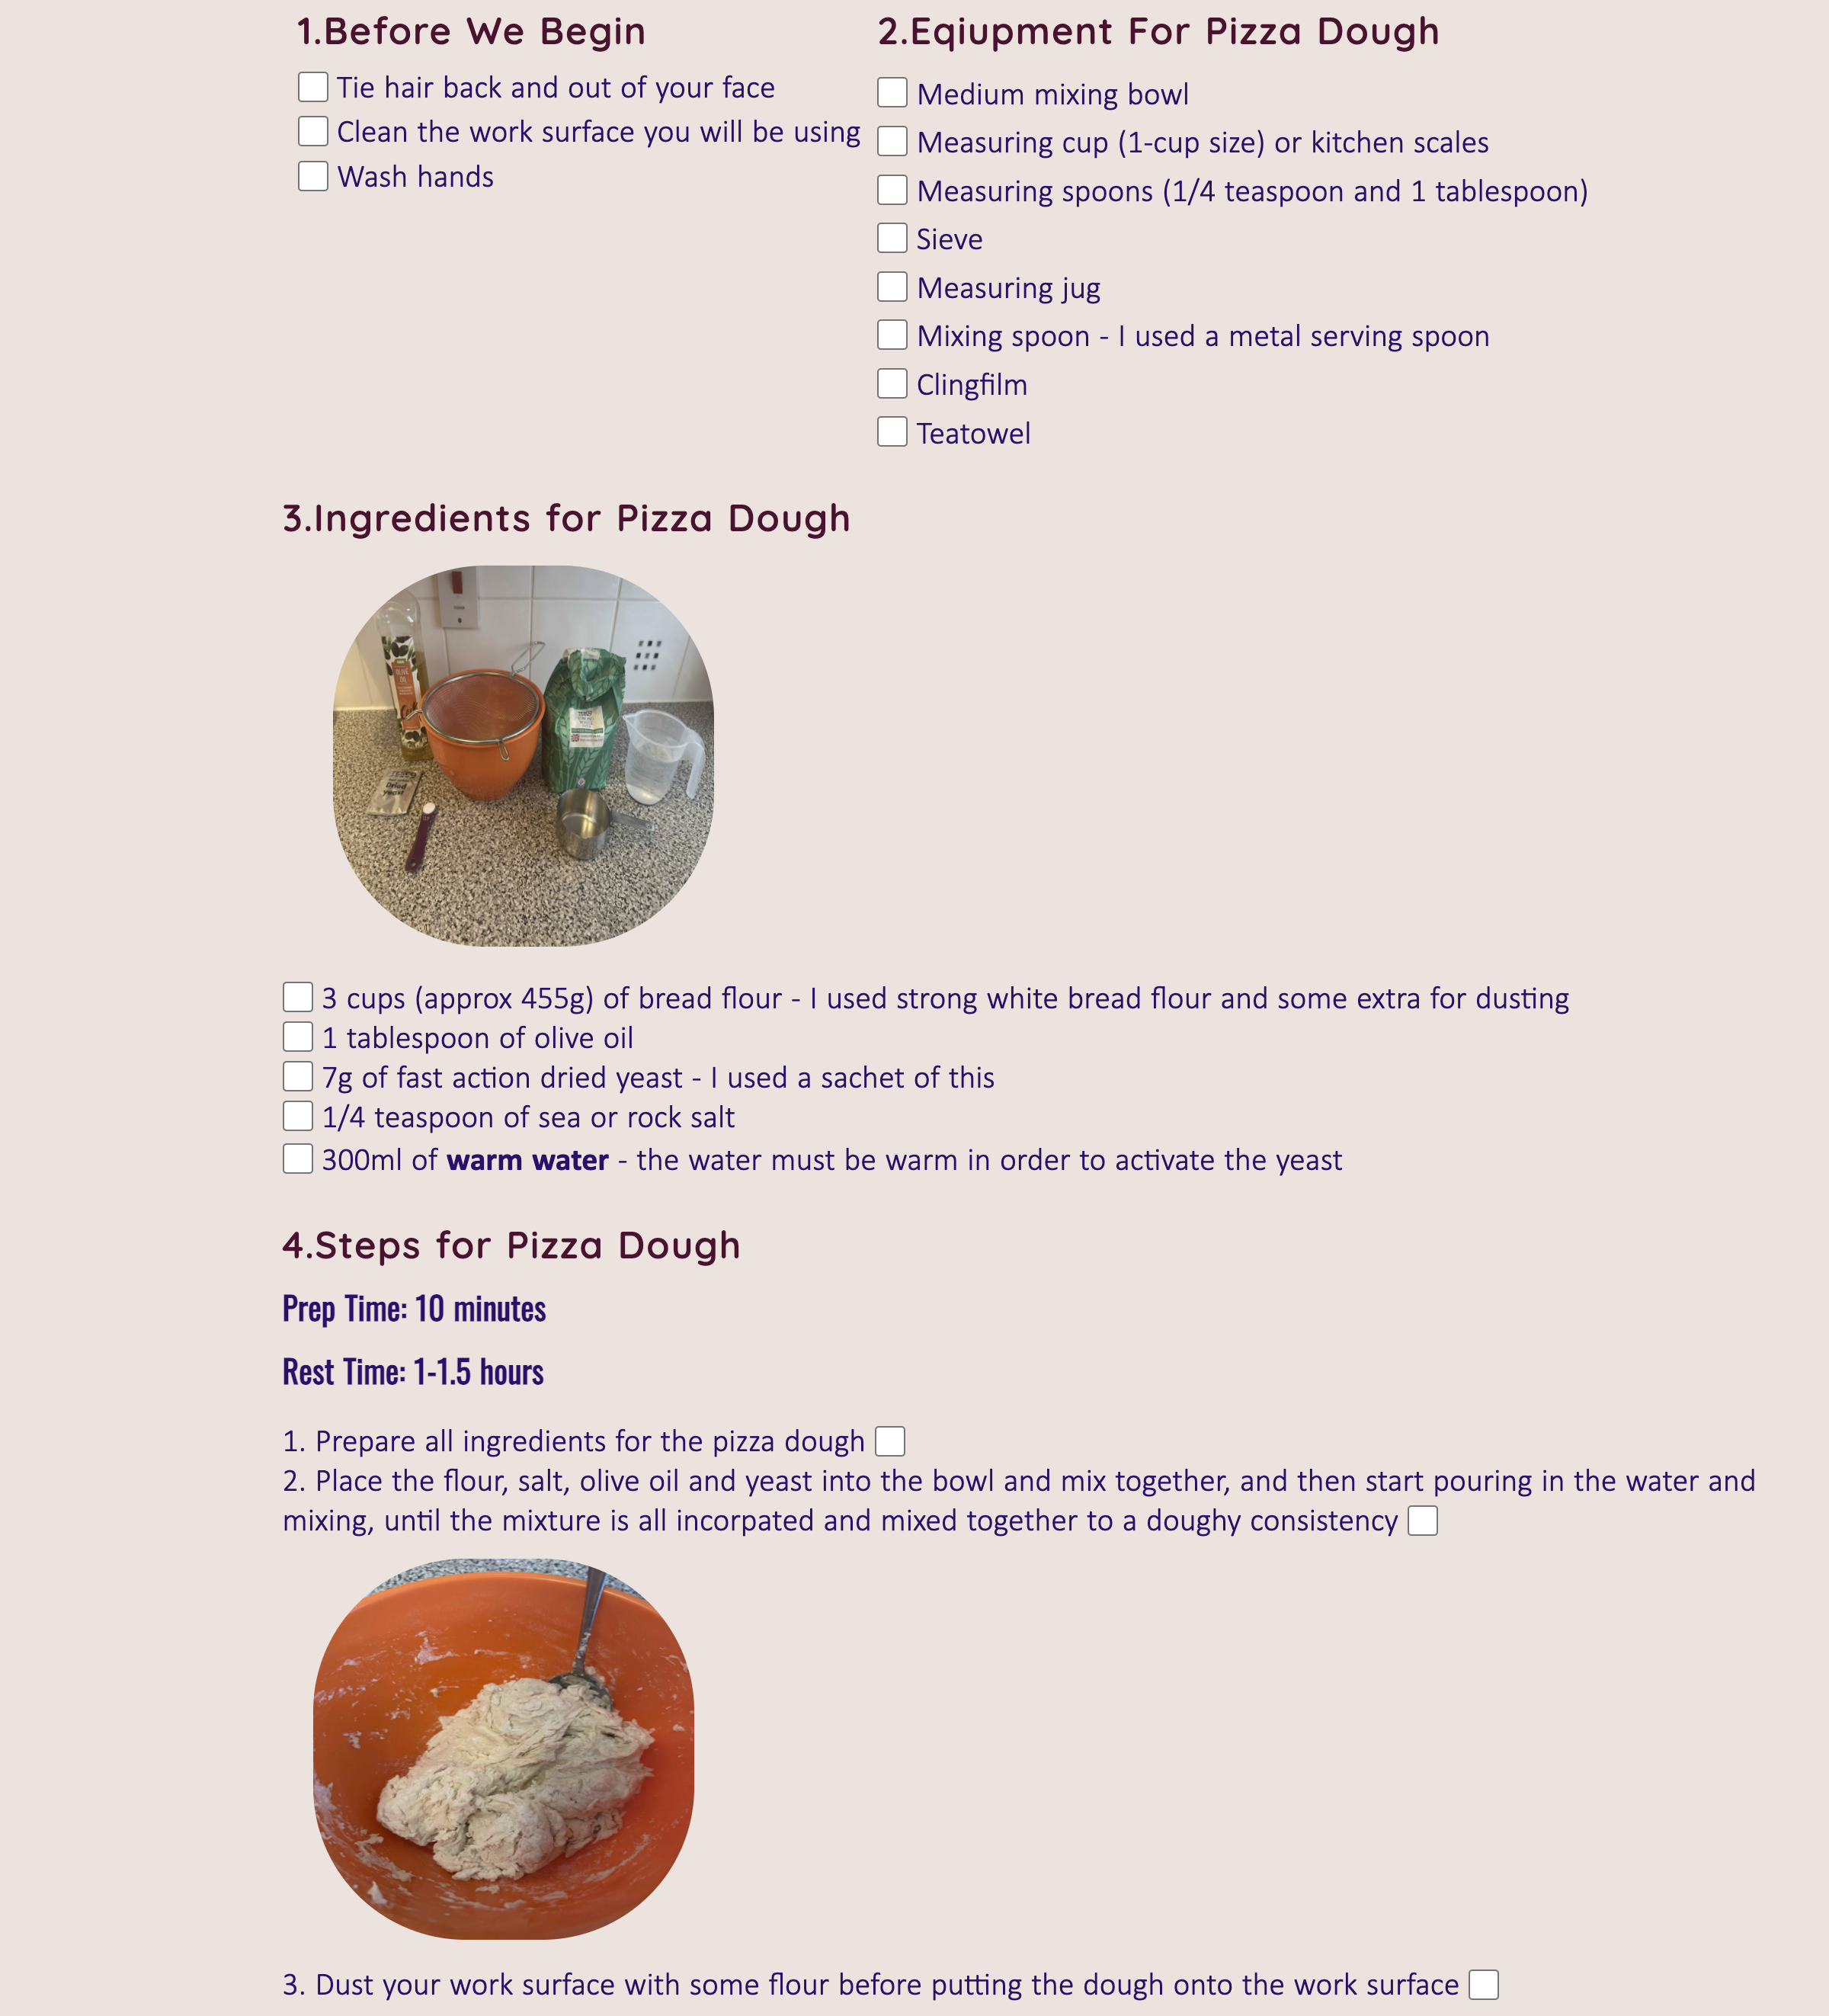 1.Before We Begin
Tie hair back and out of your face
Clean the work surface you will be using
Wash hands
2.Eqiupment For Pizza Dough
Medium mixing bowl
Measuring cup (1-cup size) or kitchen scales
Measuring spoons (1/4 teaspoon and 1 tablespoon)
Sieve
Measuring jug
Mixing spoon - I used a metal serving spoon
Clingfilm
Teatowel
3.Ingredients for Pizza Dough
OLIVE
OIL
TESCO
Dried
yeast
3 cups (approx 455g) of bread flour - I used strong white bread flour and some extra for dusting
1 tablespoon of olive oil
7g of fast action dried yeast - I used a sachet of this
1/4 teaspoon of sea or rock salt
300ml of warm water - the water must be warm in order to activate the yeast
4.Steps for Pizza Dough
Prep Time: 10 minutes
Rest Time: 1-1.5 hours
1. Prepare all ingredients for the pizza dough
2. Place the flour, salt, olive oil and yeast into the bowl and mix together, and then start pouring in the water and
mixing, until the mixture is all incorpated and mixed together to a doughy consistency
3. Dust your work surface with some flour before putting the dough onto the work surface